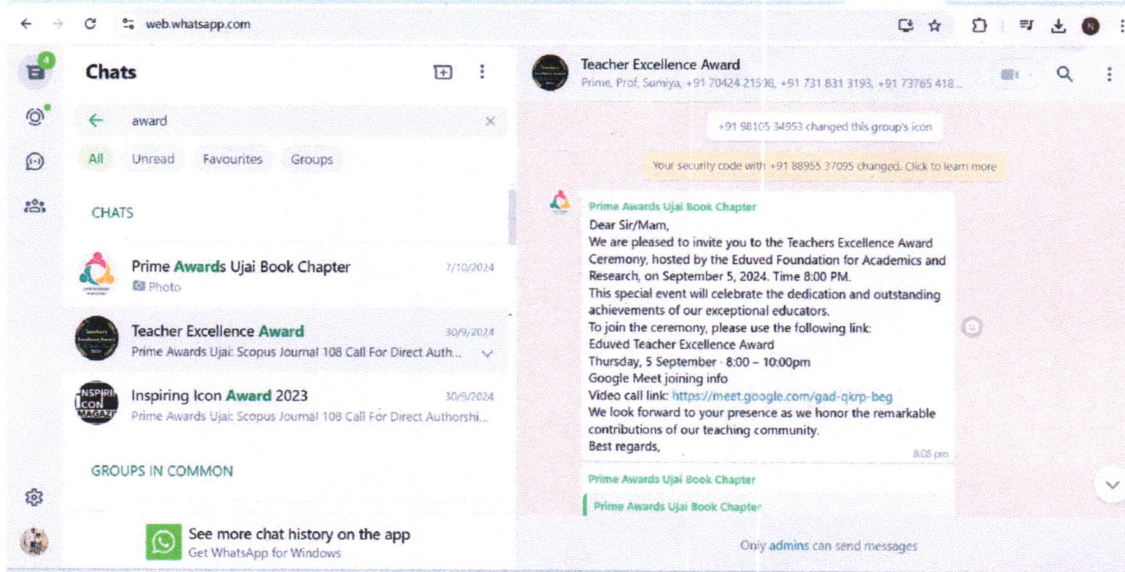 web.whatsapp.com
N
4
Chats
award
All Unread Favourites Groups
CHATS
Prime Awards Ujai Book Chapter 7/10/2024
Photo
Teacher Excellence Award 30/9/2024
Prime Awards Ujai: Scopus Journal 108 Call For Direct Auth...
Inspiring Icon Award 2023 30/9/2024
Prime Awards Ujai: Scopus Journal 108 Call For Direct Authorshi...
GROUPS IN COMMON
See more chat history on the app
Get WhatsApp for Windows
Teacher Excellence Award
Prime, Prof, Sumiya, +91 70424 21598, +91 731 831 3193, +91 73765 418...
+91 98105 34953 changed this group's icon
Your security code with +91 88955 37095 changed. Click to learn more
Prime Awards Ujai Book Chapter
Dear Sir/Mam,
We are pleased to invite you to the Teachers Excellence Award
Ceremony, hosted by the Eduved Foundation for Academics and
Research, on September 5, 2024. Time 8:00 PM.
This special event will celebrate the dedication and outstanding
achievements of our exceptional educators.
To join the ceremony, please use the following link:
Eduved Teacher Excellence Award
Thursday, 5 September · 8:00 – 10:00pm
Google Meet joining info
Video call link: https://meet.google.com/gad-qkrp-beg
We look forward to your presence as we honor the remarkable
contributions of our teaching community.
Best regards,
8:08 pm
Prime Awards Ujai Book Chapter
Prime Awards Ujai Book Chapter
Only admins can send messages